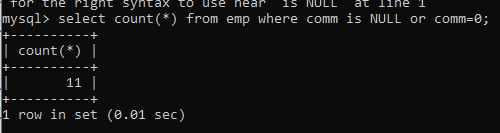 for the right syntax to use near 'is NULL' at line 1
mysql> select count(*) from emp where comm is NULL or comm=0;
+----------+
| count(*) |
+----------+
|       11 |
+----------+
1 row in set (0.01 sec)